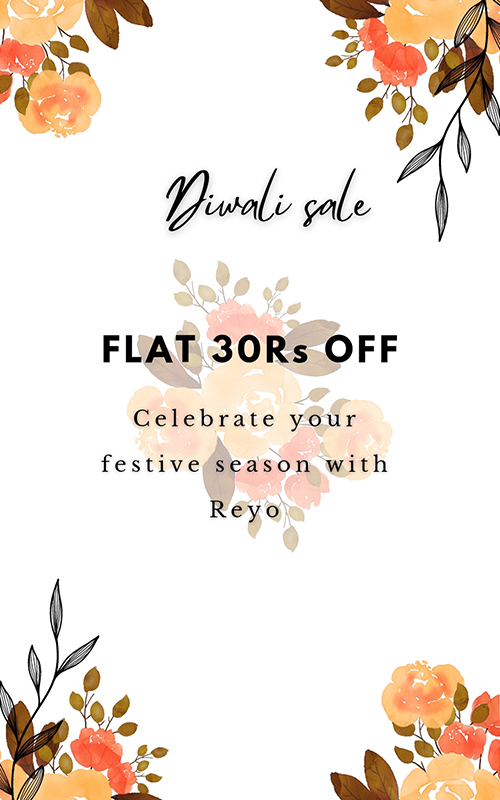 Diwali sale
FLAT 30Rs OFF
Celebrate your
festive season with
Reyo